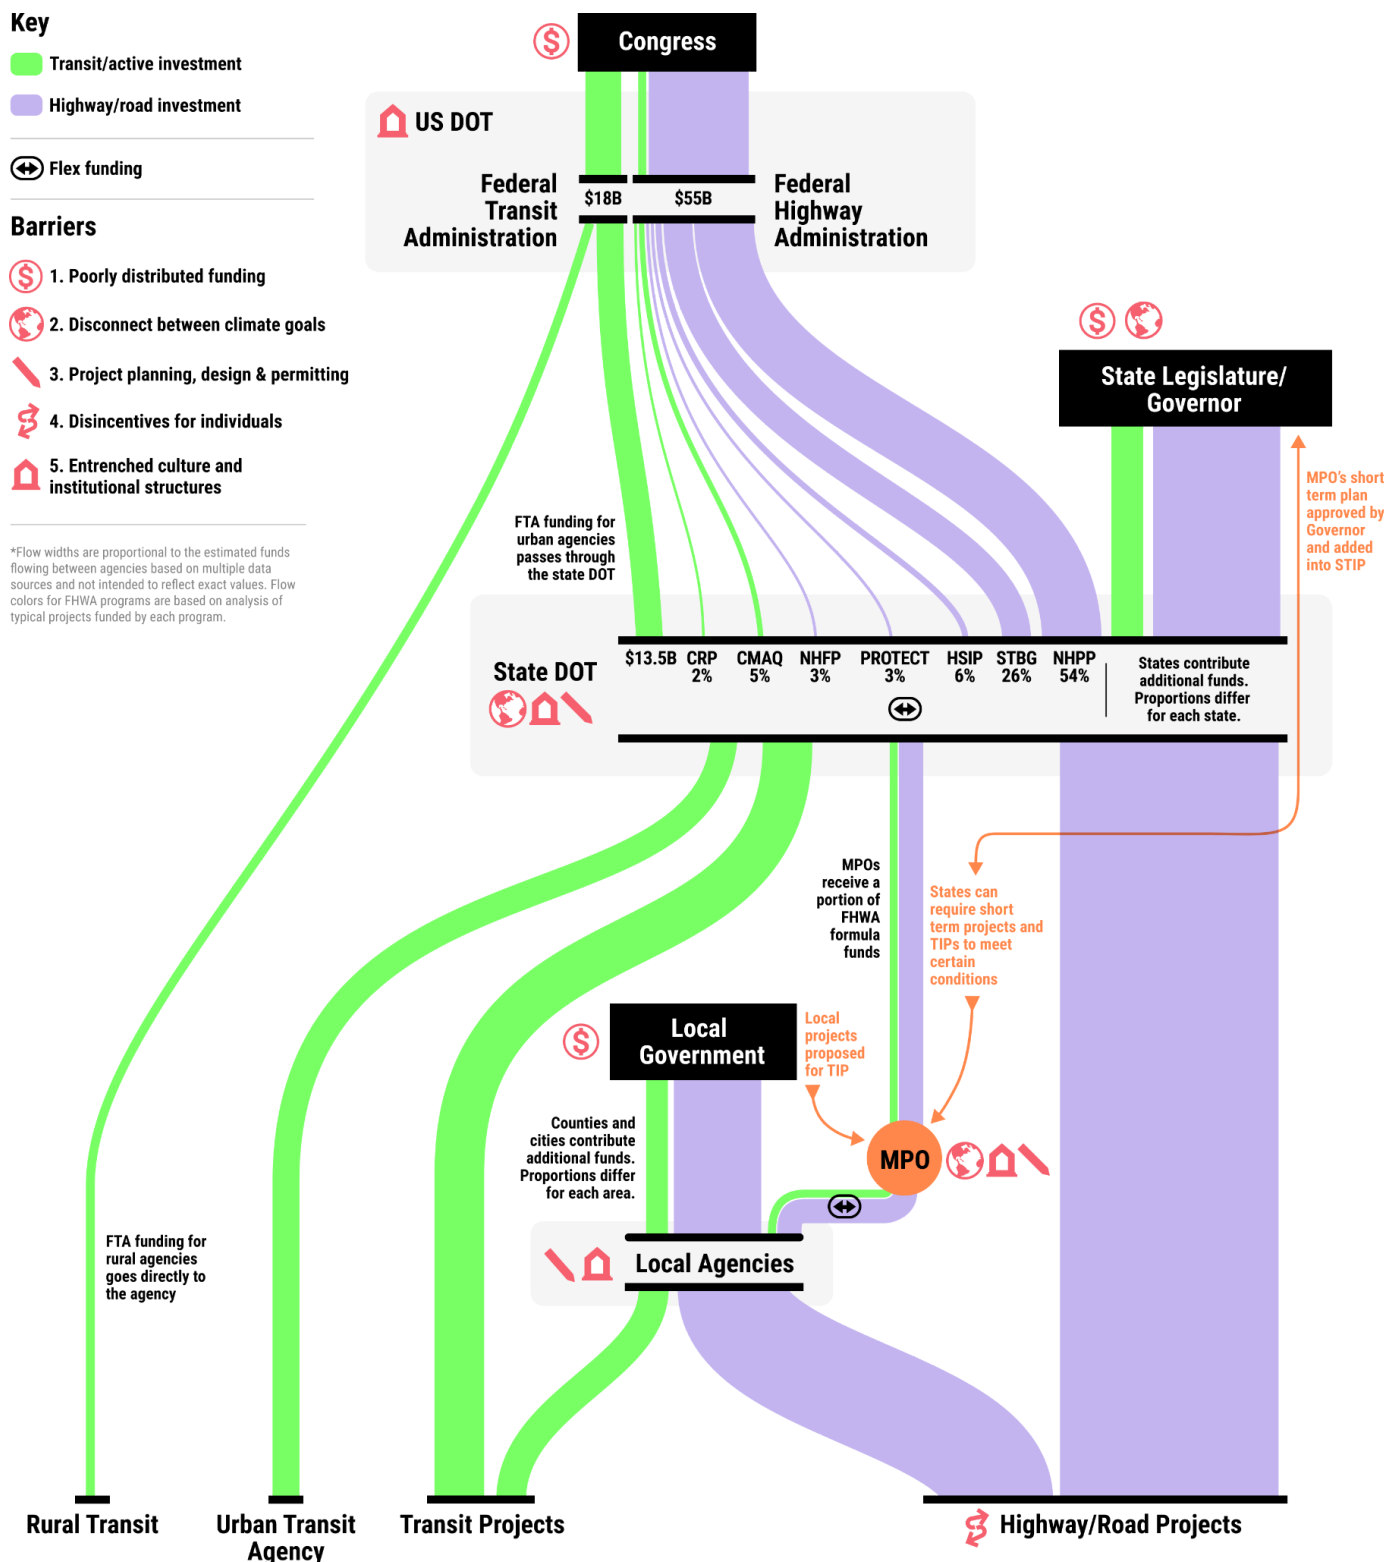 Key
Transit/active investment
Highway/road investment
Flex funding
Barriers
1. Poorly distributed funding
2. Disconnect between climate goals
3. Project planning, design & permitting
4. Disincentives for individuals
5. Entrenched culture and
institutional structures
*Flow widths are proportional to the estimated funds
flowing between agencies based on multiple data
sources and not intended to reflect exact values. Flow
colors for FHWA programs are based on analysis of
typical projects funded by each program.
Congress
US DOT
Federal
Transit
Administration
$18B
$55B
Federal
Highway
Administration
State Legislature/
Governor
MPO's short
term plan
approved by
Governor
and added
into STIP
FTA funding for
urban agencies
passes through
the state DOT
State DOT
$13.5B
CRP
2%
CMAQ
5%
NHFP
3%
PROTECT
3%
HSIP
6%
STBG
26%
NHPP
54%
States contribute
additional funds.
Proportions differ
for each state.
MPOs
receive a
portion of
FHWA
formula
funds
States can
require short
term projects and
TIPs to meet
certain
conditions
Local
Government
Local
projects
proposed
for TIP
Counties and
cities contribute
additional funds.
Proportions differ
for each area.
MPO
Local Agencies
FTA funding for
rural agencies
goes directly to
the agency
Rural Transit
Urban Transit
Agency
Transit Projects
Highway/Road Projects